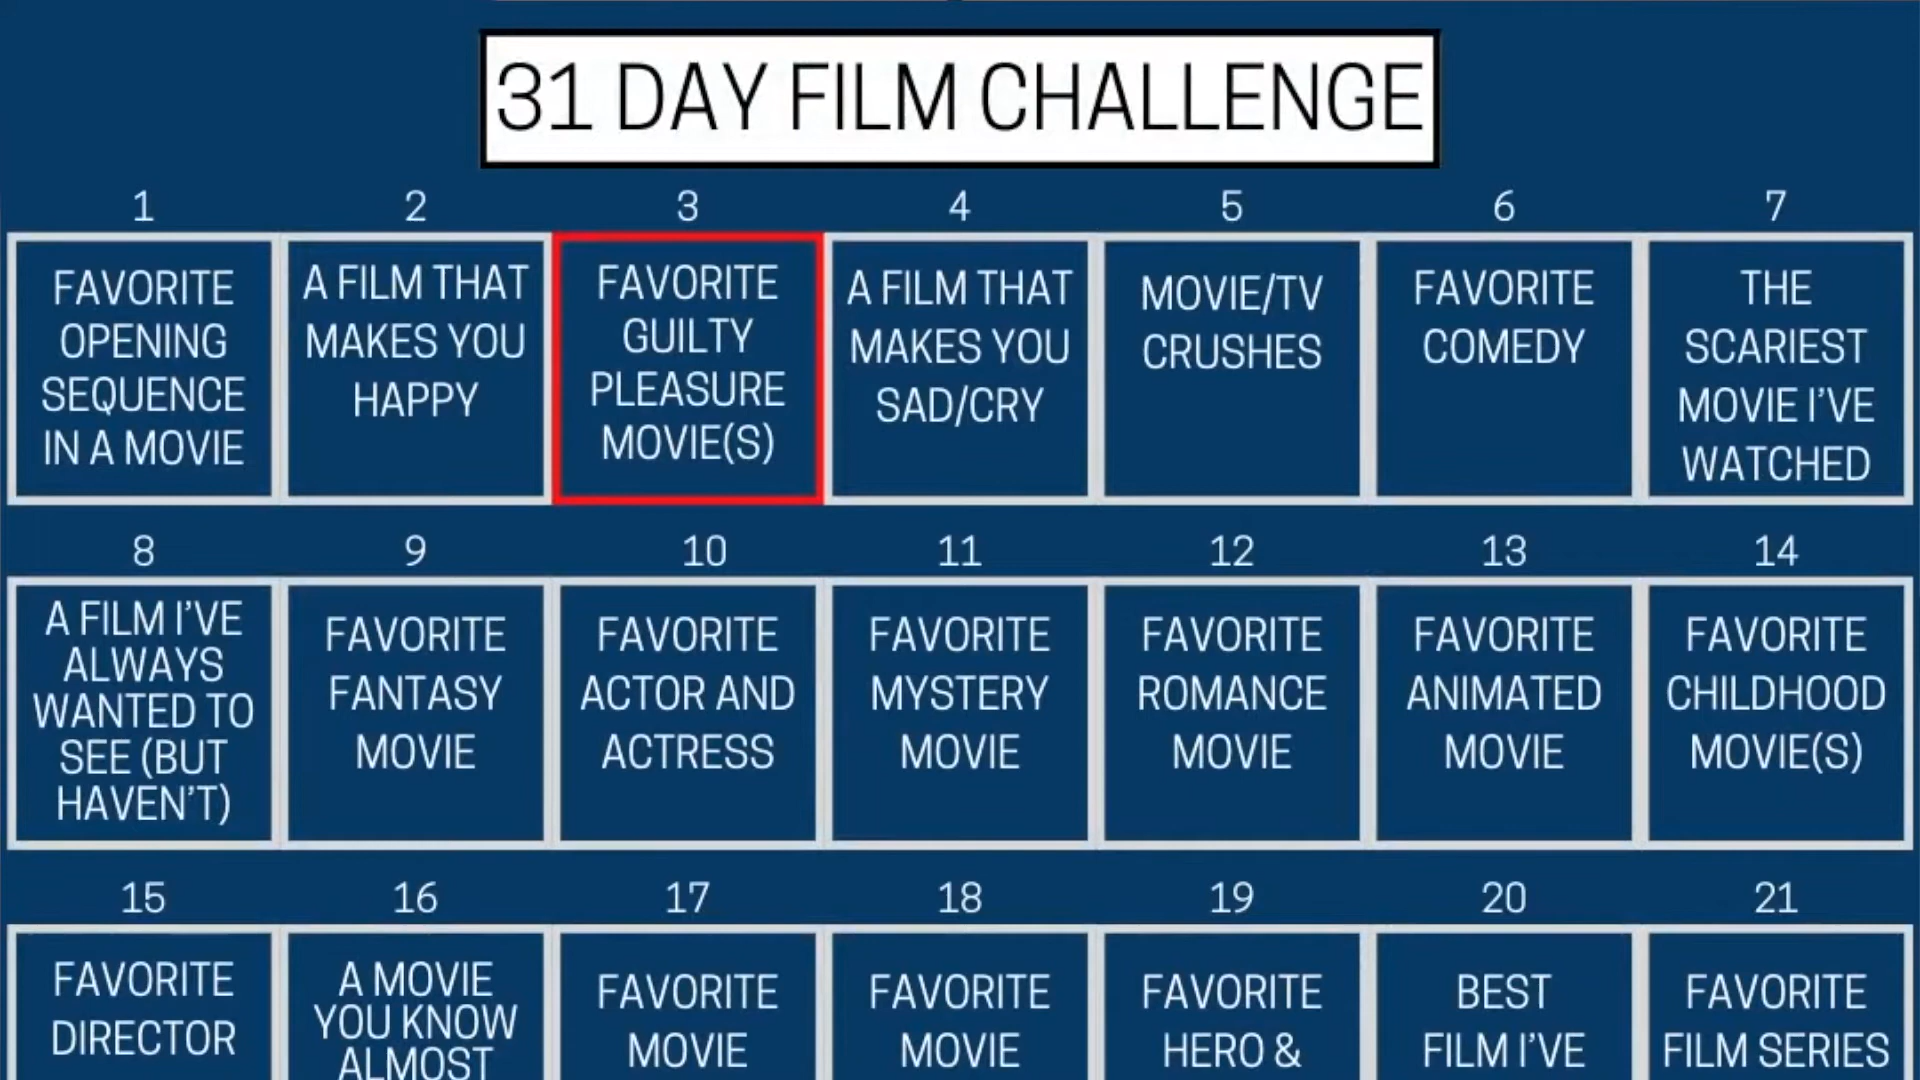 31 DAY FILM CHALLENGE
1
2
3
4
5
6
7
FAVORITE
OPENING
SEQUENCE
IN A MOVIE
A FILM THAT
MAKES YOU
HAPPY
FAVORITE
GUILTY
PLEASURE
MOVIE(S)
A FILM THAT
MAKES YOU
SAD/CRY
MOVIE/TV
CRUSHES
FAVORITE
COMEDY
THE
SCARIEST
MOVIE I'VE
WATCHED
8
9
10
11
12
13
14
A FILM I'VE
ALWAYS
WANTED TO
SEE (BUT
HAVEN'T)
FAVORITE
FANTASY
MOVIE
FAVORITE
ACTOR AND
ACTRESS
FAVORITE
MYSTERY
MOVIE
FAVORITE
ROMANCE
MOVIE
FAVORITE
ANIMATED
MOVIE
FAVORITE
CHILDHOOD
MOVIE(S)
15
16
17
18
19
20
21
FAVORITE
DIRECTOR
A MOVIE
YOU KNOW
ALMOST
FAVORITE
MOVIE
FAVORITE
MOVIE
FAVORITE
HERO &
BEST
FILM I'VE
FAVORITE
FILM SERIES